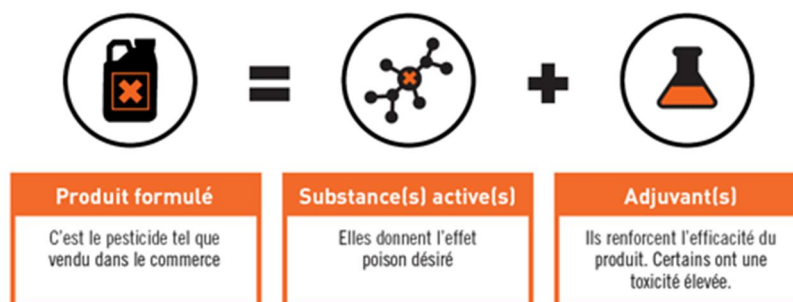 Produit formulé
C'est le pesticide tel que
vendu dans le commerce
Substance(s) active(s)
Elles donnent l'effet
poison désiré
Adjuvant(s)
Ils renforcent l'efficacité du
produit. Certains ont une
toxicité élevée.